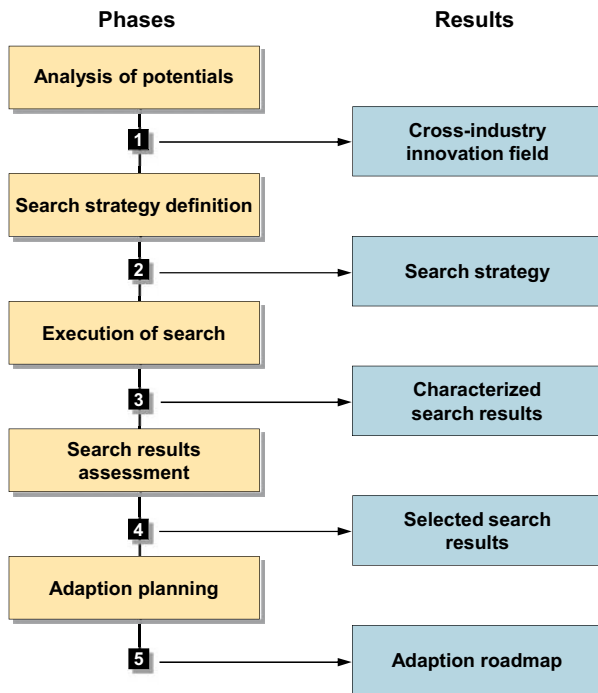 Phases
Results
Analysis of potentials
1
Cross-industry
innovation field
Search strategy definition
2
Search strategy
Execution of search
3
Characterized
search results
Search results
assessment
4
Selected search
results
Adaption planning
5
Adaption roadmap